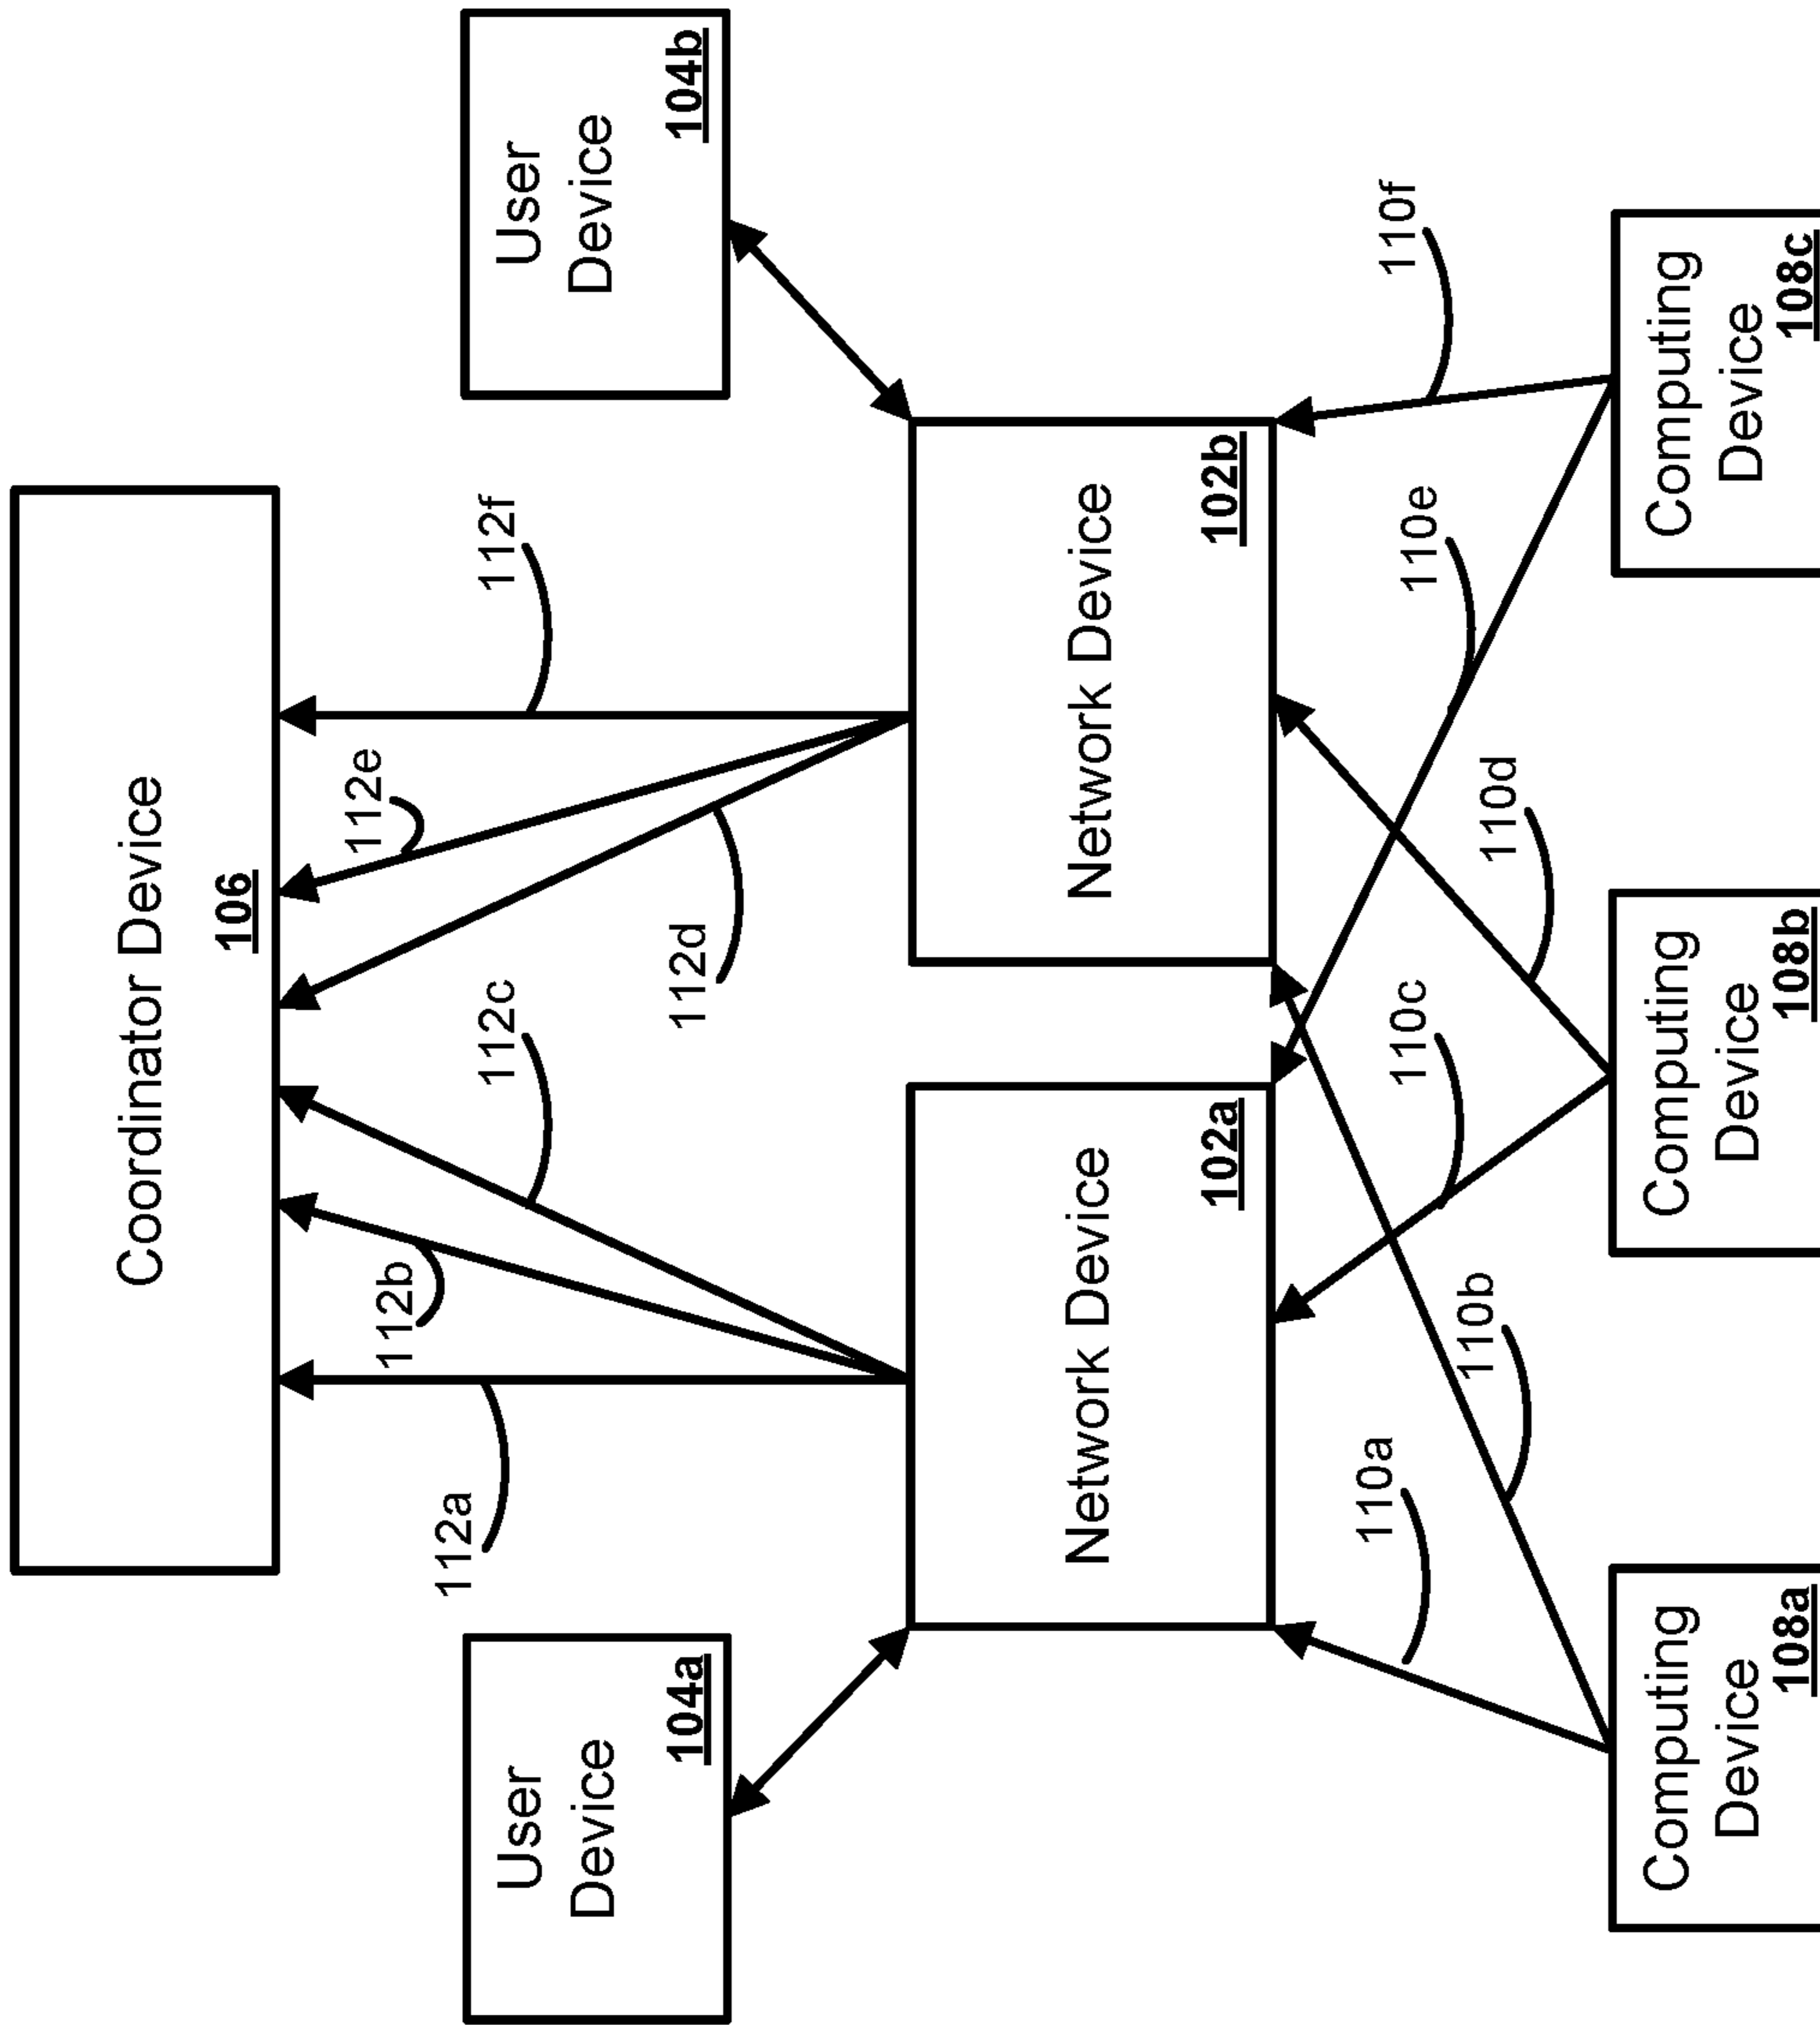 Coordinator Device
106
112a
112b
112c
112d
112e
112f
User
Device
104a
User
Device
104b
Network Device
102a
Network Device
102b
110a
110b
110c
110d
110e
110f
Computing
Device
108a
Computing
Device
108b
Computing
Device
108c